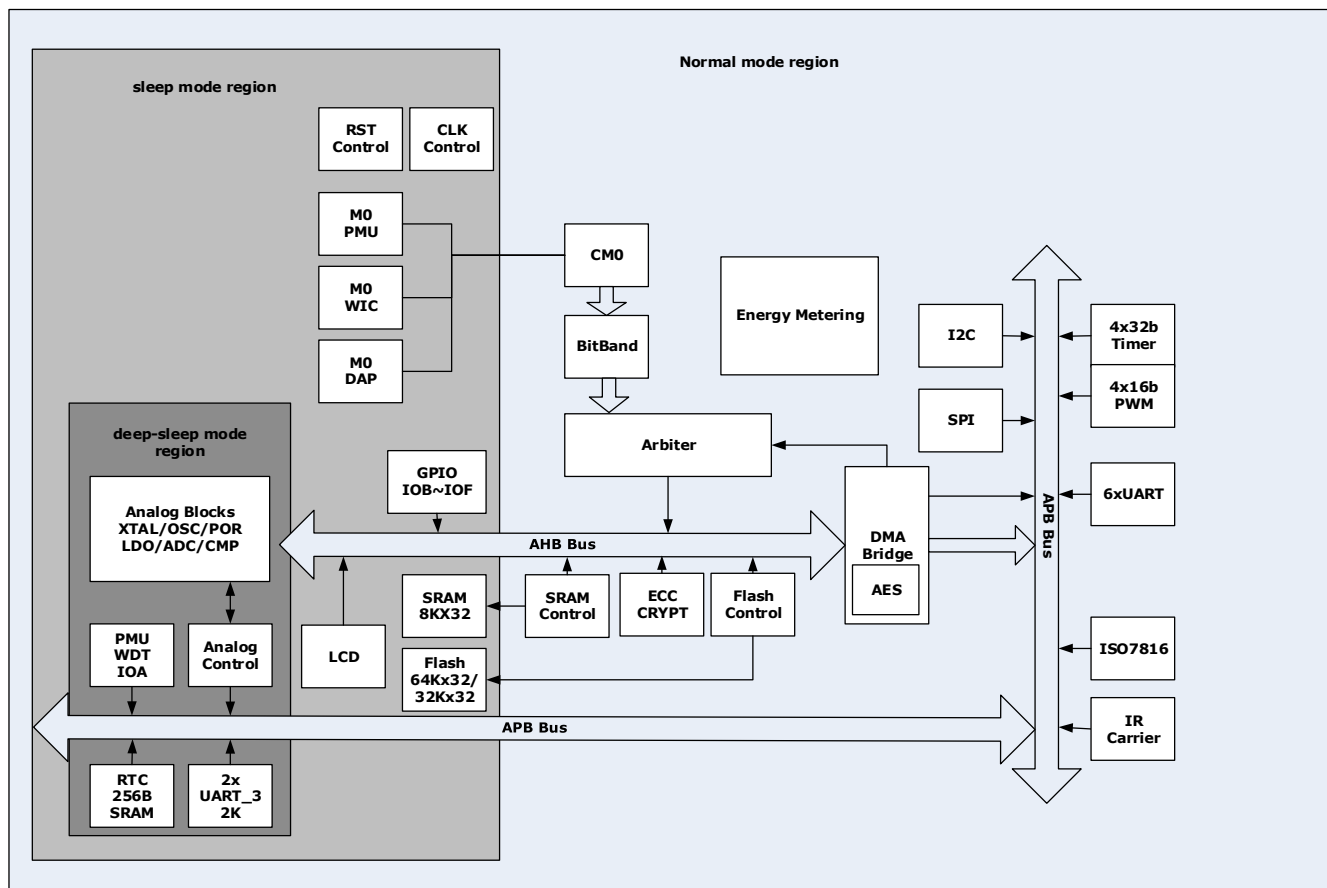 Normal mode region
sleep mode region
RST
Control
CLK
Control
M0
PMU
M0
WIC
M0
DAP
CM0
BitBand
Arbiter
Energy Metering
I2C
SPI
4x32b
Timer
4x16b
PWM
6xUART
ISO7816
IR
Carrier
APB Bus
deep-sleep mode
region
Analog Blocks
XTAL/OSC/POR
LDO/ADC/CMP
GPIO
IOB~IOF
AHB Bus
DMA
Bridge
AES
SRAM
8KX32
SRAM
Control
ECC
CRYPT
Flash
Control
PMU
WDT
IOA
Analog
Control
LCD
Flash
64Kx32/
32Kx32
APB Bus
RTC
256B
SRAM
2x
UART_3
2K